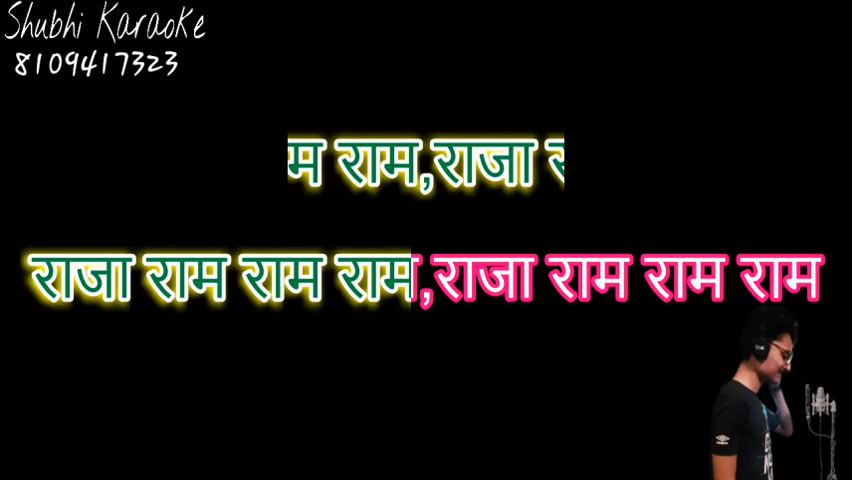 Shubhi Karaoke
8109417323
म राम,राजा
राजा राम राम राम,राजा राम राम राम